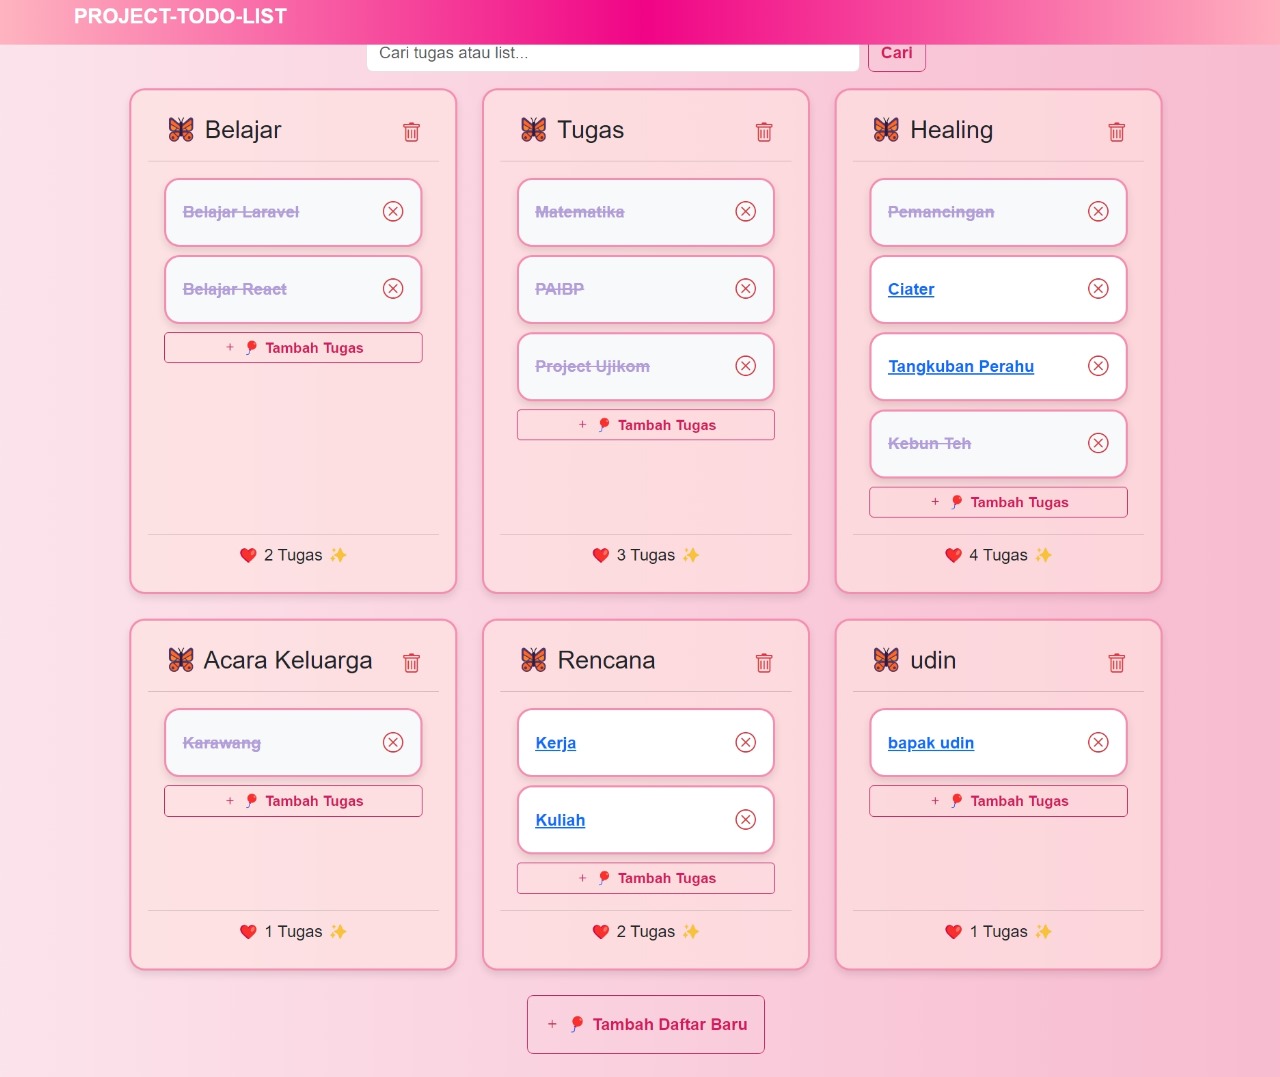 PROJECT-TODO-LIST
Cari tugas atau list...
Cari
Belajar
Belajar Laravel
Belajar React
+ Tambah Tugas
2 Tugas
Tugas
Matematika
PAIBP
Project Ujikom
+ Tambah Tugas
3 Tugas
Healing
Pemancingan
Ciater
Tangkuban Perahu
Kebun Teh
+ Tambah Tugas
4 Tugas
Acara Keluarga
Karawang
+ Tambah Tugas
1 Tugas
Rencana
Kerja
Kuliah
+ Tambah Tugas
2 Tugas
udin
bapak udin
+ Tambah Tugas
1 Tugas
+ Tambah Daftar Baru